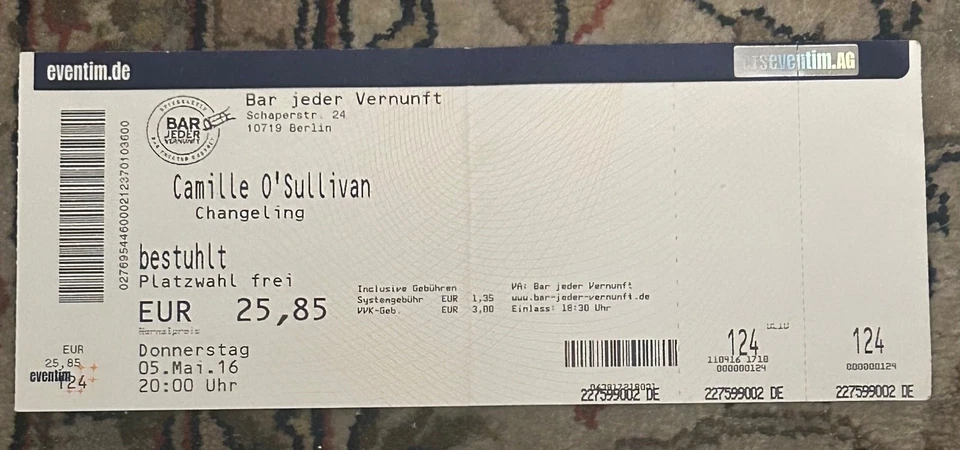 eventim.de
eventim.AG
BAR
JEDER
VERNUNFT
Bar jeder Vernunft
Schaperstr. 24
10719 Berlin
Camille O'Sullivan
Changeling
bestuhlt
Platzwahl frei
EUR 25,85
Normalpreis
Inclusive Gebühren
Systemgebühr EUR 1,35
VVK-Geb. EUR 3,00
VA: Bar jeder Vernunft
www.bar-jeder-vernunft.de
Einlass: 18:30 Uhr
Donnerstag
05.Mai.16
20:00 Uhr
EUR
25,85
eventim
124
227599002 DE
124
110416 1710
000000124
227599002 DE
124
000000124
227599002 DE